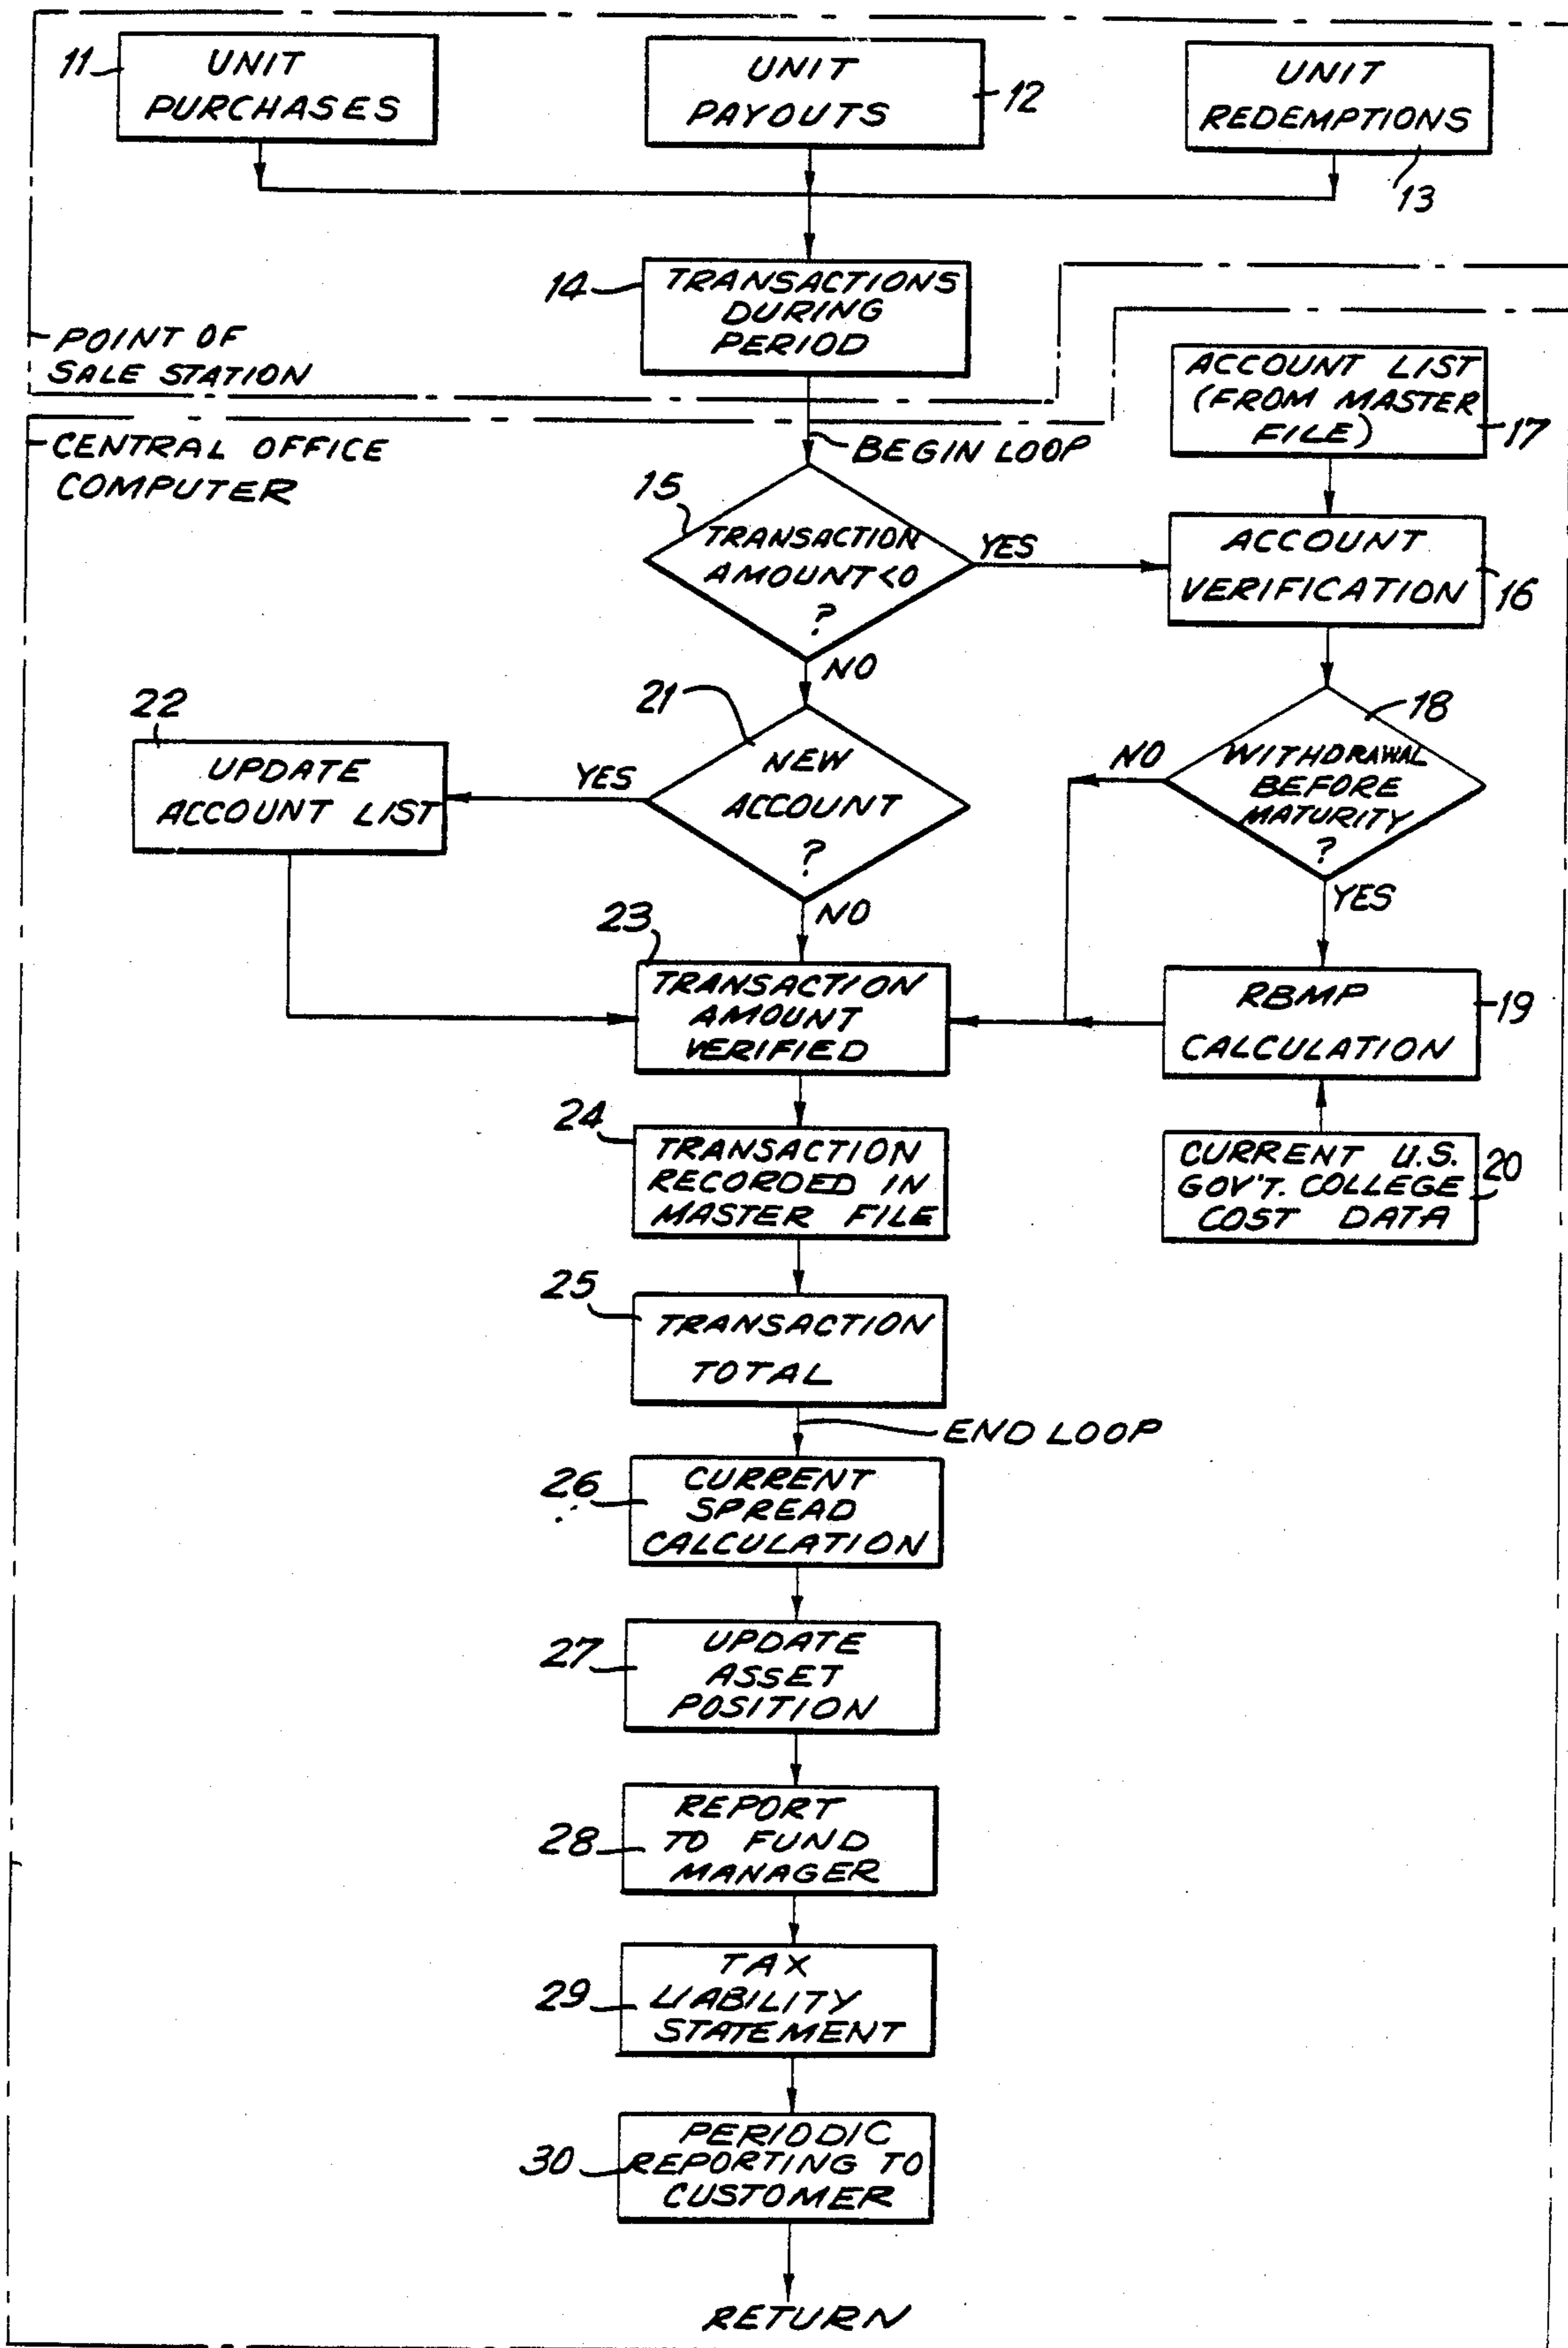 11
UNIT
PURCHASES
UNIT
PAYOUTS
12
UNIT
REDEMPTIONS
13
14
TRANSACTIONS
DURING
PERIOD
POINT OF
SALE STATION
CENTRAL OFFICE
COMPUTER
BEGIN LOOP
ACCOUNT LIST
(FROM MASTER
FILE)
17
15
TRANSACTION
AMOUNT<0
?
YES
NO
ACCOUNT
VERIFICATION
16
22
UPDATE
ACCOUNT LIST
YES
21
NEW
ACCOUNT
?
NO
NO
18
WITHDRAWAL
BEFORE
MATURITY
?
YES
23
TRANSACTION
AMOUNT
VERIFIED
RBMP
CALCULATION
19
24
TRANSACTION
RECORDED IN
MASTER FILE
CURRENT U.S.
GOV'T. COLLEGE
COST DATA
20
25
TRANSACTION
TOTAL
END LOOP
26
CURRENT
SPREAD
CALCULATION
27
UPDATE
ASSET
POSITION
28
REPORT
TO FUND
MANAGER
29
TAX
LIABILITY
STATEMENT
30
PERIODIC
REPORTING TO
CUSTOMER
RETURN